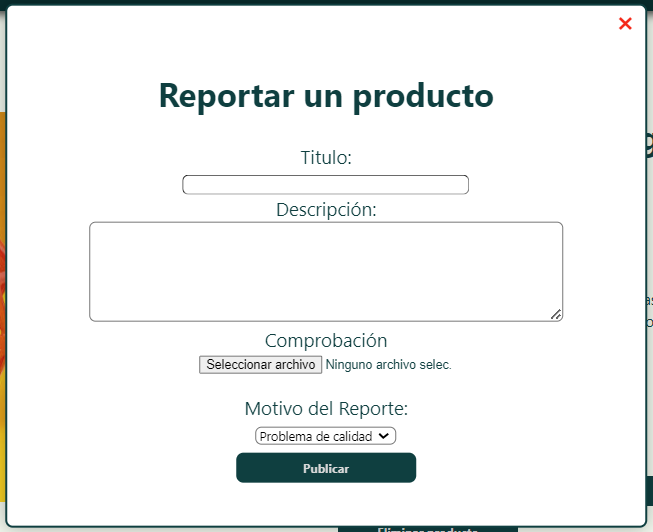 Reportar un producto
Titulo:
Descripción:
Comprobación
Seleccionar archivo Ninguno archivo selec.
Motivo del Reporte:
Problema de calidad
Publicar